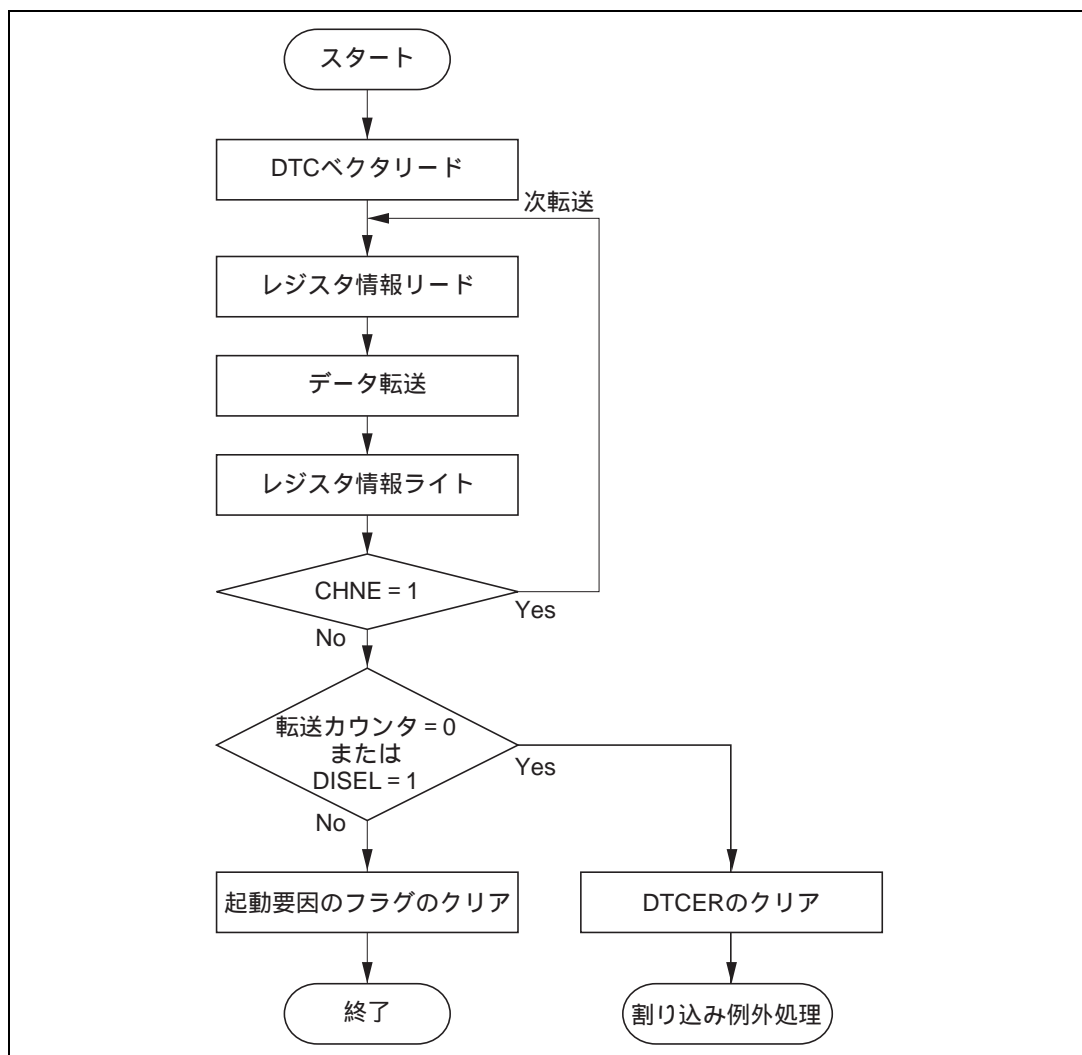 スタート
DTCベクタリード
次転送
レジスタ情報リード
データ転送
レジスタ情報ライト
CHNE = 1
Yes
No
転送カウンタ = 0
または
DISEL = 1
Yes
No
起動要因のフラグのクリア
DTCERのクリア
終了
割り込み例外処理